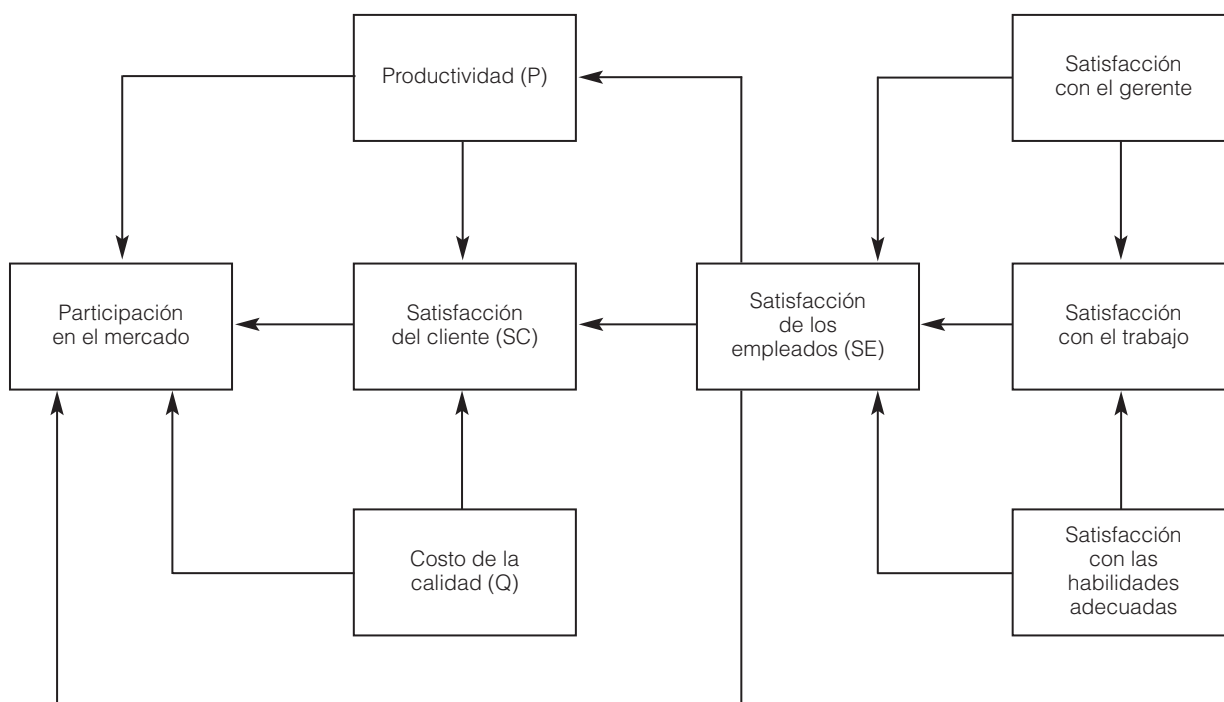 Productividad (P)
Satisfacción
con el gerente
Participación
en el mercado
Satisfacción
del cliente (SC)
Satisfacción
de los
empleados (SE)
Satisfacción
con el trabajo
Costo de la
calidad (Q)
Satisfacción
con las
habilidades
adecuadas